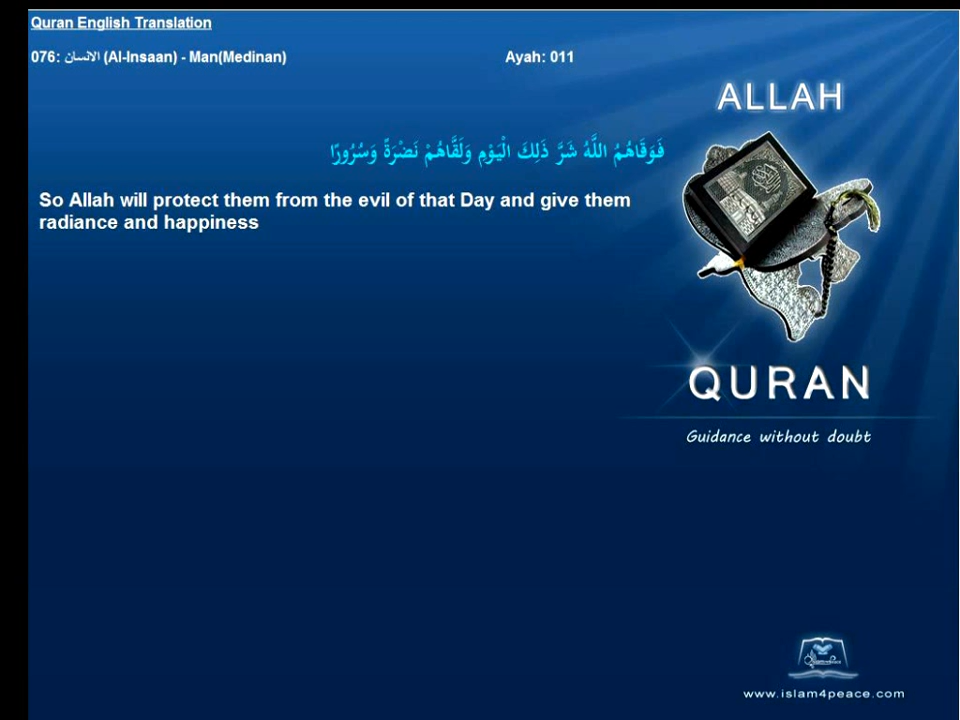 Quran English Translation
076: الانسان (Al-Insaan) - Man(Medinan)
Ayah: 011
ALLAH
فَوَقَاهُمُ اللَّهُ شَرَّ ذَلِكَ الْيَوْمِ وَلَقَّاهُمْ نَضْرَةً وَسُرُورًا
So Allah will protect them from the evil of that Day and give them
radiance and happiness
QURAN
Guidance without doubt
www.islam4peace.com